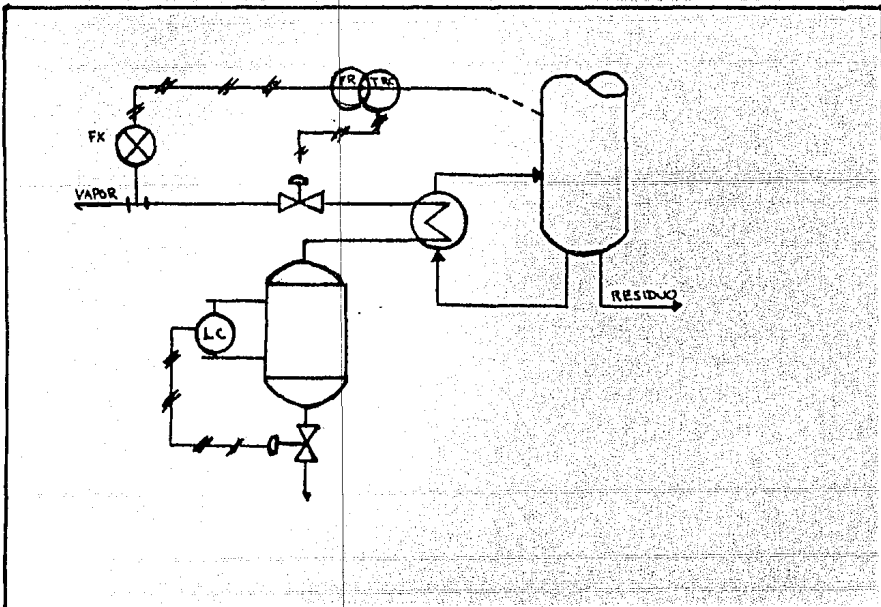 FR TRC
FX
VAPOR
RESIDUO
LC